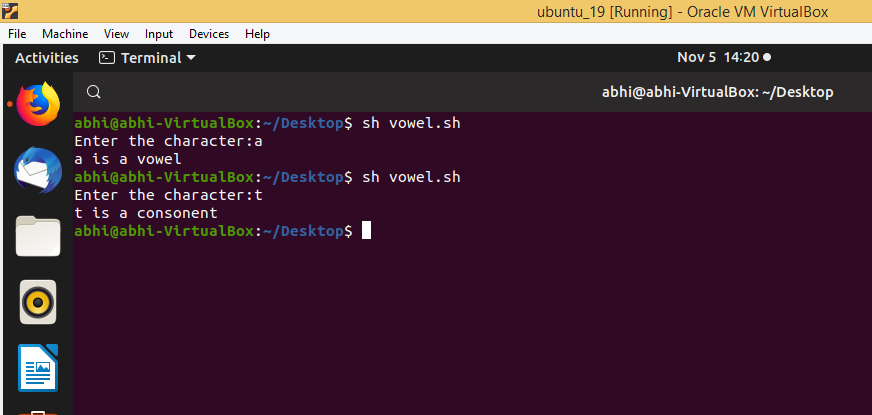 ubuntu_19 [Running] - Oracle VM VirtualBox
File Machine View Input Devices Help
Activities Terminal Nov 5 14:20
abhi@abhi-VirtualBox: ~/Desktop
abhi@abhi-VirtualBox:~/Desktop$ sh vowel.sh
Enter the character:a
a is a vowel
abhi@abhi-VirtualBox:~/Desktop$ sh vowel.sh
Enter the character:t
t is a consonent
abhi@abhi-VirtualBox:~/Desktop$